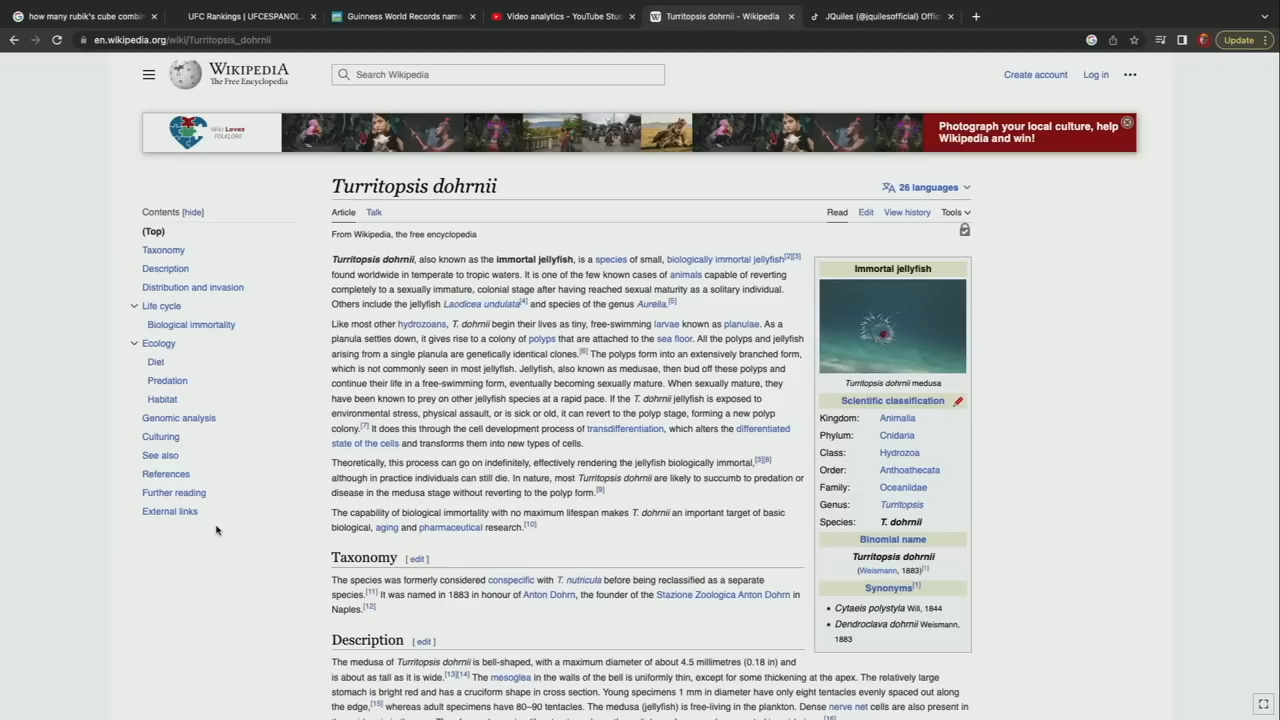 how many rubik's cube combin
UFC Rankings | UFCESPANOL
Guinness World Records name
Video analytics - YouTube Stud
Turritopsis dohrnii - Wikipedia
JQuiles (@jquilesofficial) Offic
en.wikipedia.org/wiki/Turritopsis_dohrnii
Update
WIKIPEDIA
The Free Encyclopedia
Search Wikipedia
Create account Log in
Wiki Loves
FOLKLORE
Photograph your local culture, help
Wikipedia and win!
Turritopsis dohrnii
26 languages
Contents [hide]
(Top)
Taxonomy
Description
Distribution and invasion
Life cycle
Biological immortality
Ecology
Diet
Predation
Habitat
Genomic analysis
Culturing
See also
References
Further reading
External links
Article Talk
Read Edit View history Tools
From Wikipedia, the free encyclopedia
Turritopsis dohrnii, also known as the immortal jellyfish, is a species of small, biologically immortal jellyfish[2][3]
found worldwide in temperate to tropic waters. It is one of the few known cases of animals capable of reverting
completely to a sexually immature, colonial stage after having reached sexual maturity as a solitary individual.
Others include the jellyfish Laodicea undulata[4] and species of the genus Aurelia.[5]
Like most other hydrozoans, T. dohrnii begin their lives as tiny, free-swimming larvae known as planulae. As a
planula settles down, it gives rise to a colony of polyps that are attached to the sea floor. All the polyps and jellyfish
arising from a single planula are genetically identical clones.[6] The polyps form into an extensively branched form,
which is not commonly seen in most jellyfish. Jellyfish, also known as medusae, then bud off these polyps and
continue their life in a free-swimming form, eventually becoming sexually mature. When sexually mature, they
have been known to prey on other jellyfish species at a rapid pace. If the T. dohrnii jellyfish is exposed to
environmental stress, physical assault, or is sick or old, it can revert to the polyp stage, forming a new polyp
colony.[7] It does this through the cell development process of transdifferentiation, which alters the differentiated
state of the cells and transforms them into new types of cells.
Theoretically, this process can go on indefinitely, effectively rendering the jellyfish biologically immortal,[3][8]
although in practice individuals can still die. In nature, most Turritopsis dohrnii are likely to succumb to predation or
disease in the medusa stage without reverting to the polyp form.[9]
The capability of biological immortality with no maximum lifespan makes T. dohrnii an important target of basic
biological, aging and pharmaceutical research.[10]
Taxonomy [ edit ]
The species was formerly considered conspecific with T. nutricula before being reclassified as a separate
species.[11] It was named in 1883 in honour of Anton Dohrn, the founder of the Stazione Zoologica Anton Dohrn in
Naples.[12]
Description [ edit ]
The medusa of Turritopsis dohrnii is bell-shaped, with a maximum diameter of about 4.5 millimetres (0.18 in) and
is about as tall as it is wide.[13][14] The mesoglea in the walls of the bell is uniformly thin, except for some thickening at the apex. The relatively large
stomach is bright red and has a cruciform shape in cross section. Young specimens 1 mm in diameter have only eight tentacles evenly spaced out along
the edge,[15] whereas adult specimens have 80–90 tentacles. The medusa (jellyfish) is free-living in the plankton. Dense nerve net cells are also present in
Immortal jellyfish
Turritopsis dohrnii medusa
Scientific classification
Kingdom: Animalia
Phylum: Cnidaria
Class: Hydrozoa
Order: Anthoathecata
Family: Oceaniidae
Genus: Turritopsis
Species: T. dohrnii
Binomial name
Turritopsis dohrnii
(Weismann, 1883)[1]
Synonyms[1]
• Cytaeis polystyla Will, 1844
• Dendroclava dohrnii Weismann,
1883